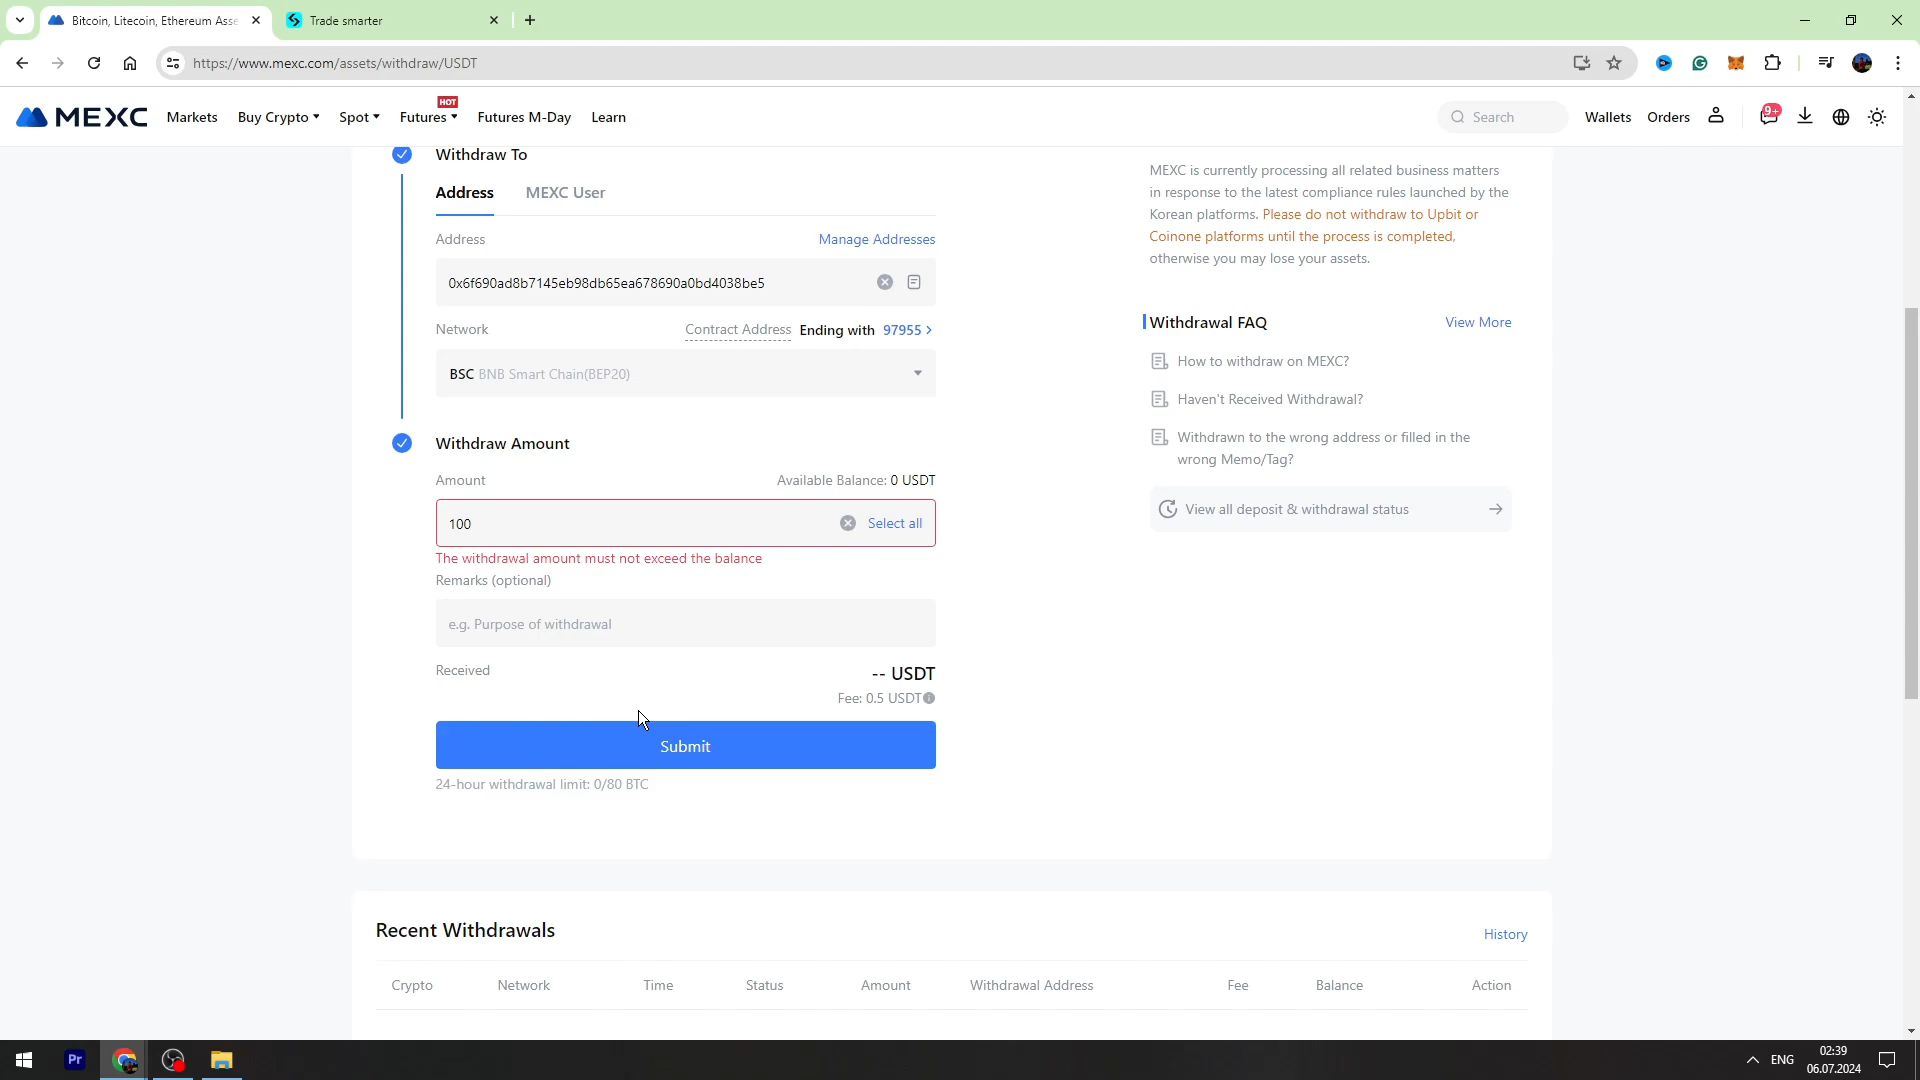 Bitcoin, Litecoin, Ethereum Asse
Trade smarter
https://www.mexc.com/assets/withdraw/USDT
MEXC
Markets
Buy Crypto
Spot
Futures
HOT
Futures M-Day
Learn
Search
Wallets
Orders
9+
Withdraw To
Address
MEXC User
Address
Manage Addresses
0x6f690ad8b7145eb98db65ea678690a0bd4038be5
Network
Contract Address Ending with 97955
BSC BNB Smart Chain(BEP20)
Withdraw Amount
Amount
Available Balance: 0 USDT
100
Select all
The withdrawal amount must not exceed the balance
Remarks (optional)
e.g. Purpose of withdrawal
Received
-- USDT
Fee: 0.5 USDT
Submit
24-hour withdrawal limit: 0/80 BTC
MEXC is currently processing all related business matters
in response to the latest compliance rules launched by the
Korean platforms. Please do not withdraw to Upbit or
Coinone platforms until the process is completed,
otherwise you may lose your assets.
Withdrawal FAQ
View More
How to withdraw on MEXC?
Haven't Received Withdrawal?
Withdrawn to the wrong address or filled in the
wrong Memo/Tag?
View all deposit & withdrawal status
Recent Withdrawals
History
Crypto
Network
Time
Status
Amount
Withdrawal Address
Fee
Balance
Action
Pr
ENG
02:39
06.07.2024